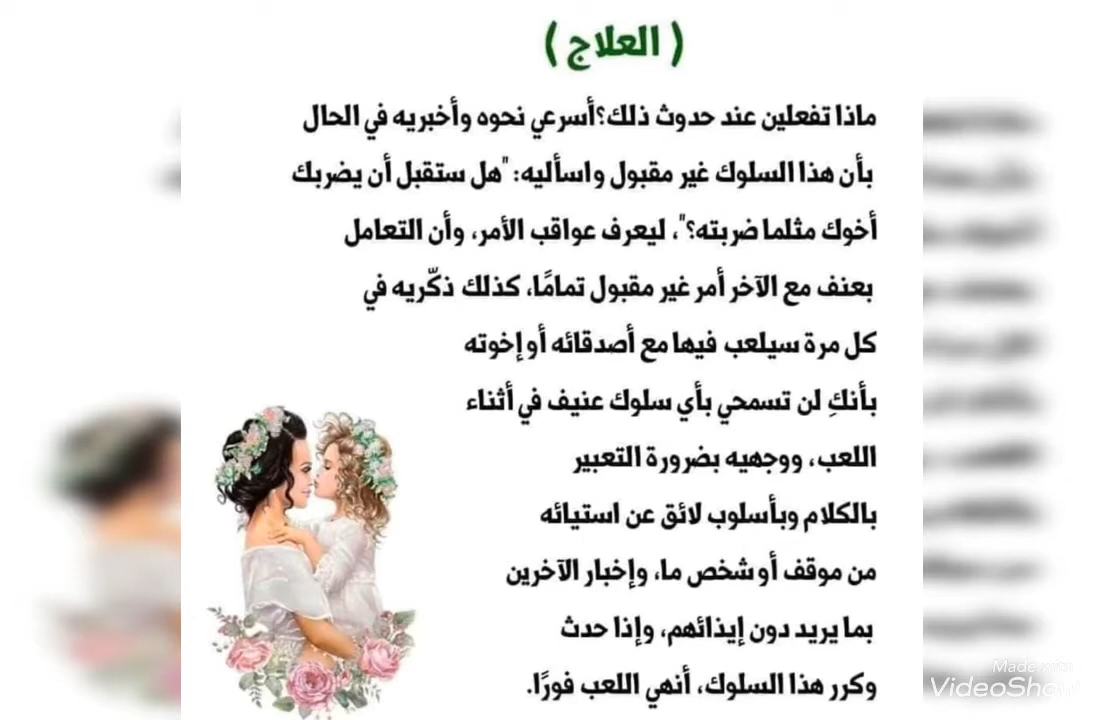 ( العلاج )
ماذا تفعلين عند حدوث ذلك؟أسرعي نحوه وأخبريه في الحال
بأن هذا السلوك غير مقبول واسأليه: "هل ستقبل أن يضربك
أخوك مثلما ضربته؟"، ليعرف عواقب الأمر، وأن التعامل
بعنف مع الآخر أمر غير مقبول تمامًا، كذلك ذكّريه في
كل مرة سيلعب فيها مع أصدقائه أو إخوته
بأنكِ لن تسمحي بأي سلوك عنيف في أثناء
اللعب، ووجهيه بضرورة التعبير
بالكلام وبأسلوب لائق عن استيائه
من موقف أو شخص ما، وإخبار الآخرين
بما يريد دون إيذائهم، وإذا حدث
وكرر هذا السلوك، أنهي اللعب فورًا.
Made with
VideoShow